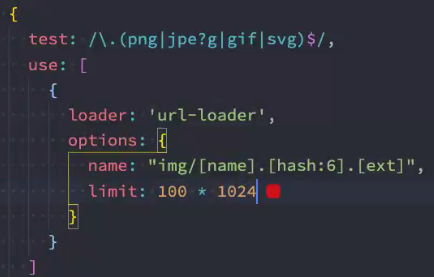 {
test: /\.(png|jpe?g|gif|svg)$/,
use: [
{
loader: 'url-loader',
options: {
name: "img/[name].[hash:6].[ext]",
limit: 100 * 1024
}
}
]